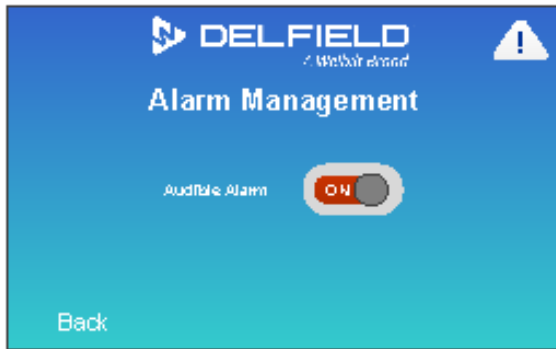 DELFIELD
A Welbilt Brand
!
Alarm Management
Audible Alarm
ON
Back